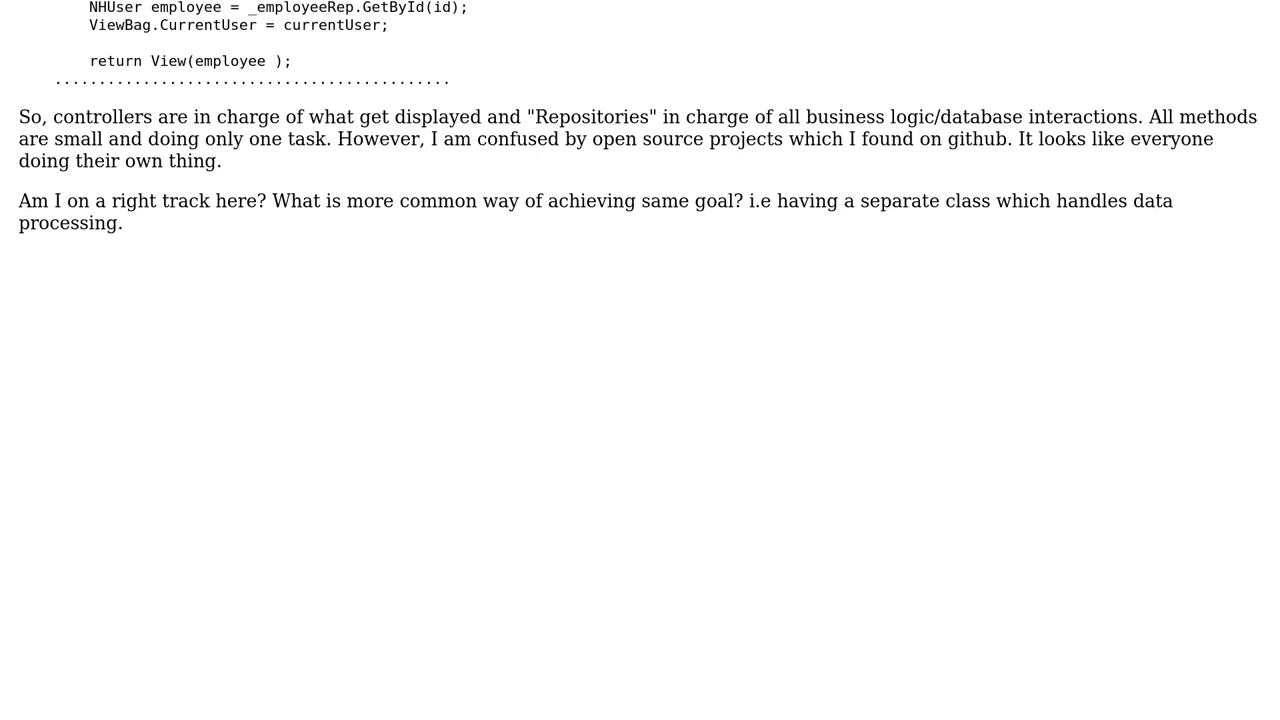 NHUser employee = _employeeRep.GetById(id);
ViewBag.CurrentUser = currentUser;
return View(employee );
.............................................
So, controllers are in charge of what get displayed and "Repositories" in charge of all business logic/database interactions. All methods
are small and doing only one task. However, I am confused by open source projects which I found on github. It looks like everyone
doing their own thing.
Am I on a right track here? What is more common way of achieving same goal? i.e having a separate class which handles data
processing.